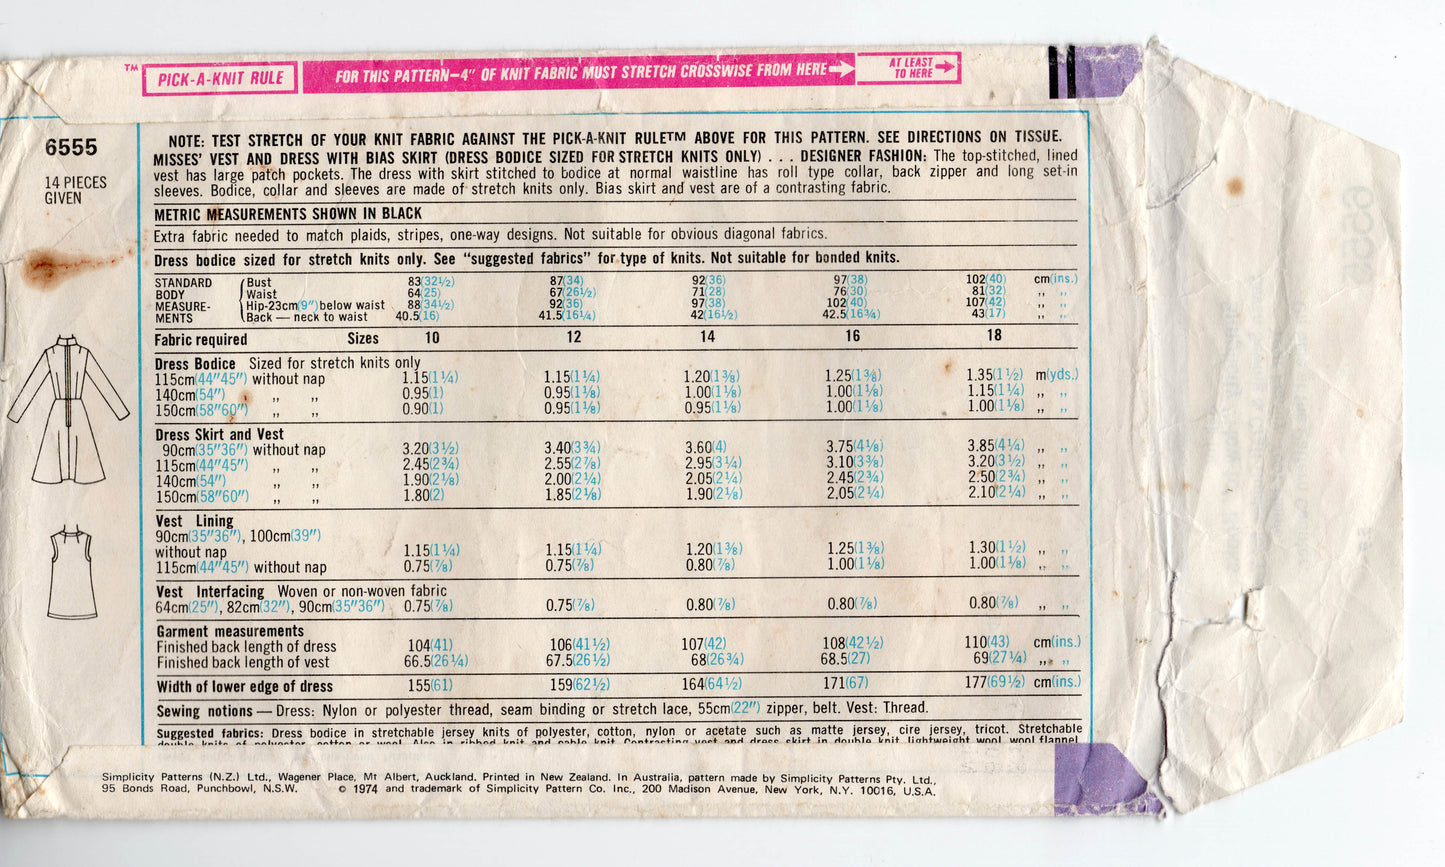 ™ PICK-A-KNIT RULE FOR THIS PATTERN—4″ OF KNIT FABRIC MUST STRETCH CROSSWISE FROM HERE AT LEAST TO HERE
6555
14 PIECES
GIVEN
NOTE: TEST STRETCH OF YOUR KNIT FABRIC AGAINST THE PICK-A-KNIT RULE™ ABOVE FOR THIS PATTERN. SEE DIRECTIONS ON TISSUE.
MISSES' VEST AND DRESS WITH BIAS SKIRT (DRESS BODICE SIZED FOR STRETCH KNITS ONLY) . . . DESIGNER FASHION: The top-stitched, lined
vest has large patch pockets. The dress with skirt stitched to bodice at normal waistline has roll type collar, back zipper and long set-in
sleeves. Bodice, collar and sleeves are made of stretch knits only. Bias skirt and vest are of a contrasting fabric.
METRIC MEASUREMENTS SHOWN IN BLACK
Extra fabric needed to match plaids, stripes, one-way designs. Not suitable for obvious diagonal fabrics.
Dress bodice sized for stretch knits only. See "suggested fabrics" for type of knits. Not suitable for bonded knits.
STANDARD Bust 83(32½) 87(34) 92(36) 97(38) 102(40) cm(ins.)
BODY Waist 64(25) 67(26½) 71(28) 76(30) 81(32) ,, ,,
MEASURE- Hip-23cm(9″)below waist 88(34½) 92(36) 97(38) 102(40) 107(42) ,, ,,
MENTS Back — neck to waist 40.5(16) 41.5(16¼) 42(16½) 42.5(16¾) 43(17) ,, ,,
Fabric required Sizes 10 12 14 16 18
Dress Bodice Sized for stretch knits only
115cm(44″45″) without nap 1.15(1¼) 1.15(1¼) 1.20(1⅜) 1.25(1⅜) 1.35(1½) m(yds.)
140cm(54″) ,, ,, 0.95(1) 0.95(1⅛) 1.00(1⅛) 1.00(1⅛) 1.15(1¼) ,, ,,
150cm(58″60″) ,, ,, 0.90(1) 0.95(1⅛) 0.95(1⅛) 1.00(1⅛) 1.00(1⅛) ,, ,,
Dress Skirt and Vest
90cm(35″36″) without nap 3.20(3½) 3.40(3¾) 3.60(4) 3.75(4⅛) 3.85(4¼) ,, ,,
115cm(44″45″) ,, ,, 2.45(2¾) 2.55(2⅞) 2.95(3¼) 3.10(3⅜) 3.20(3½) ,, ,,
140cm(54″) ,, ,, 1.90(2⅛) 2.00(2¼) 2.05(2¼) 2.45(2¾) 2.50(2¾) ,, ,,
150cm(58″60″) ,, ,, 1.80(2) 1.85(2⅛) 1.90(2⅛) 2.05(2¼) 2.10(2¼) ,, ,,
Vest Lining
90cm(35″36″), 100cm(39″)
without nap 1.15(1¼) 1.15(1¼) 1.20(1⅜) 1.25(1⅜) 1.30(1½) ,, ,,
115cm(44″45″) without nap 0.75(⅞) 0.75(⅞) 0.80(⅞) 1.00(1⅛) 1.00(1⅛) ,, ,,
Vest Interfacing Woven or non-woven fabric
64cm(25″), 82cm(32″), 90cm(35″36″) 0.75(⅞) 0.75(⅞) 0.80(⅞) 0.80(⅞) 0.80(⅞) ,, ,,
Garment measurements
Finished back length of dress 104(41) 106(41½) 107(42) 108(42½) 110(43) cm(ins.)
Finished back length of vest 66.5(26¼) 67.5(26½) 68(26¾) 68.5(27) 69(27¼) ,, ,,
Width of lower edge of dress 155(61) 159(62½) 164(64½) 171(67) 177(69½) cm(ins.)
Sewing notions — Dress: Nylon or polyester thread, seam binding or stretch lace, 55cm(22″) zipper, belt. Vest: Thread.
Suggested fabrics: Dress bodice in stretchable jersey knits of polyester, cotton, nylon or acetate such as matte jersey, cire jersey, tricot. Stretchable
double knits of polyester, cotton or wool. Also in ribbed knit and cable knit. Contrasting vest and dress skirt in double knit, lightweight wool, wool flannel,
Simplicity Patterns (N.Z.) Ltd., Wagener Place, Mt Albert, Auckland. Printed in New Zealand. In Australia, pattern made by Simplicity Patterns Pty. Ltd.,
95 Bonds Road, Punchbowl, N.S.W. © 1974 and trademark of Simplicity Pattern Co. Inc., 200 Madison Avenue, New York, N.Y. 10016, U.S.A.